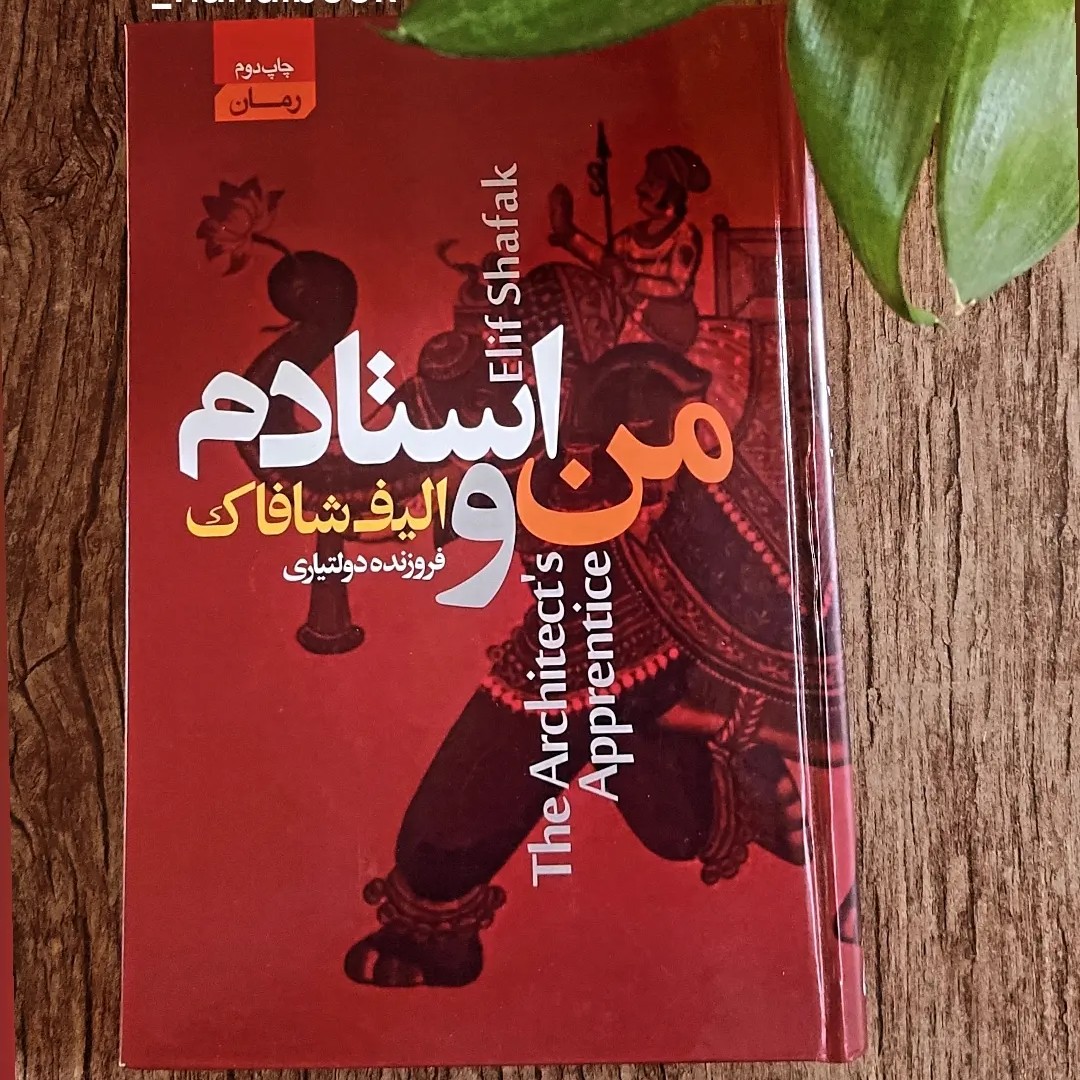 چاپ دوم
رمان
Elif Shafak
من و استادم
الیف شافاک
فروزنده دولتیاری
The Architect's
Apprentice